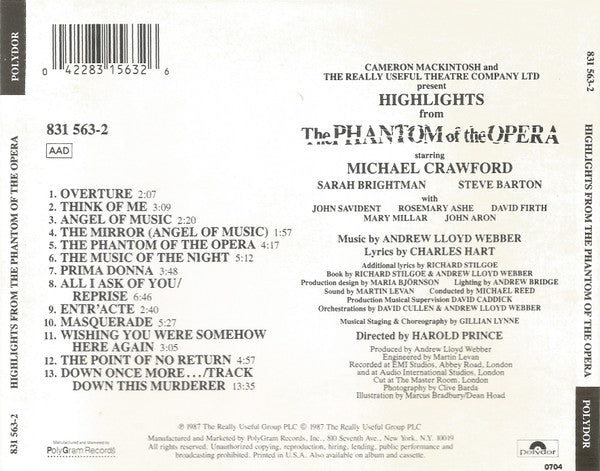 POLYDOR
HIGHLIGHTS FROM THE PHANTOM OF THE OPERA
831 563-2
0 42283 15632 6
831 563-2
AAD
1. OVERTURE 2:07
2. THINK OF ME 3:09
3. ANGEL OF MUSIC 2:20
4. THE MIRROR (ANGEL OF MUSIC) 1:57
5. THE PHANTOM OF THE OPERA 4:17
6. THE MUSIC OF THE NIGHT 5:12
7. PRIMA DONNA 3:48
8. ALL I ASK OF YOU/
REPRISE 6:46
9. ENTR'ACTE 2:40
10. MASQUERADE 5:27
11. WISHING YOU WERE SOMEHOW
HERE AGAIN 3:05
12. THE POINT OF NO RETURN 4:57
13. DOWN ONCE MORE.../TRACK
DOWN THIS MURDERER 13:35
Manufactured and Marketed by
PolyGram Records
CAMERON MACKINTOSH and
THE REALLY USEFUL THEATRE COMPANY LTD
present
HIGHLIGHTS
from
The PHANTOM of the OPERA
starring
MICHAEL CRAWFORD
SARAH BRIGHTMAN STEVE BARTON
with
JOHN SAVIDENT ROSEMARY ASHE DAVID FIRTH
MARY MILLAR JOHN ARON
Music by ANDREW LLOYD WEBBER
Lyrics by CHARLES HART
Additional lyrics by RICHARD STILGOE
Book by RICHARD STILGOE & ANDREW LLOYD WEBBER
Production design by MARIA BJÖRNSON Lighting by ANDREW BRIDGE
Sound by MARTIN LEVAN Conducted by MICHAEL REED
Production Musical Supervision DAVID CADDICK
Orchestrations by DAVID CULLEN & ANDREW LLOYD WEBBER
Musical Staging & Choreography by GILLIAN LYNNE
Directed by HAROLD PRINCE
Produced by Andrew Lloyd Webber
Engineered by Martin Levan
Recorded at EMI Studios, Abbey Road, London
and at Audio International Studios, London
Cut at The Master Room, London
Photography by Clive Barda
Illustration by Marcus Bradbury/Dean Hoad
℗ 1987 The Really Useful Group PLC © 1987 The Really Useful Group PLC
Manufactured and Marketed by PolyGram Records, Inc., 810 Seventh Ave., New York, N.Y. 10019
All Rights Reserved. Unauthorized copying, reproduction, hiring, lending, public performance and
broadcasting prohibited. Printed in U.S.A. Also available on album and cassette.
polydor
0704
831 563-2
HIGHLIGHTS FROM THE PHANTOM OF THE OPERA
POLYDOR